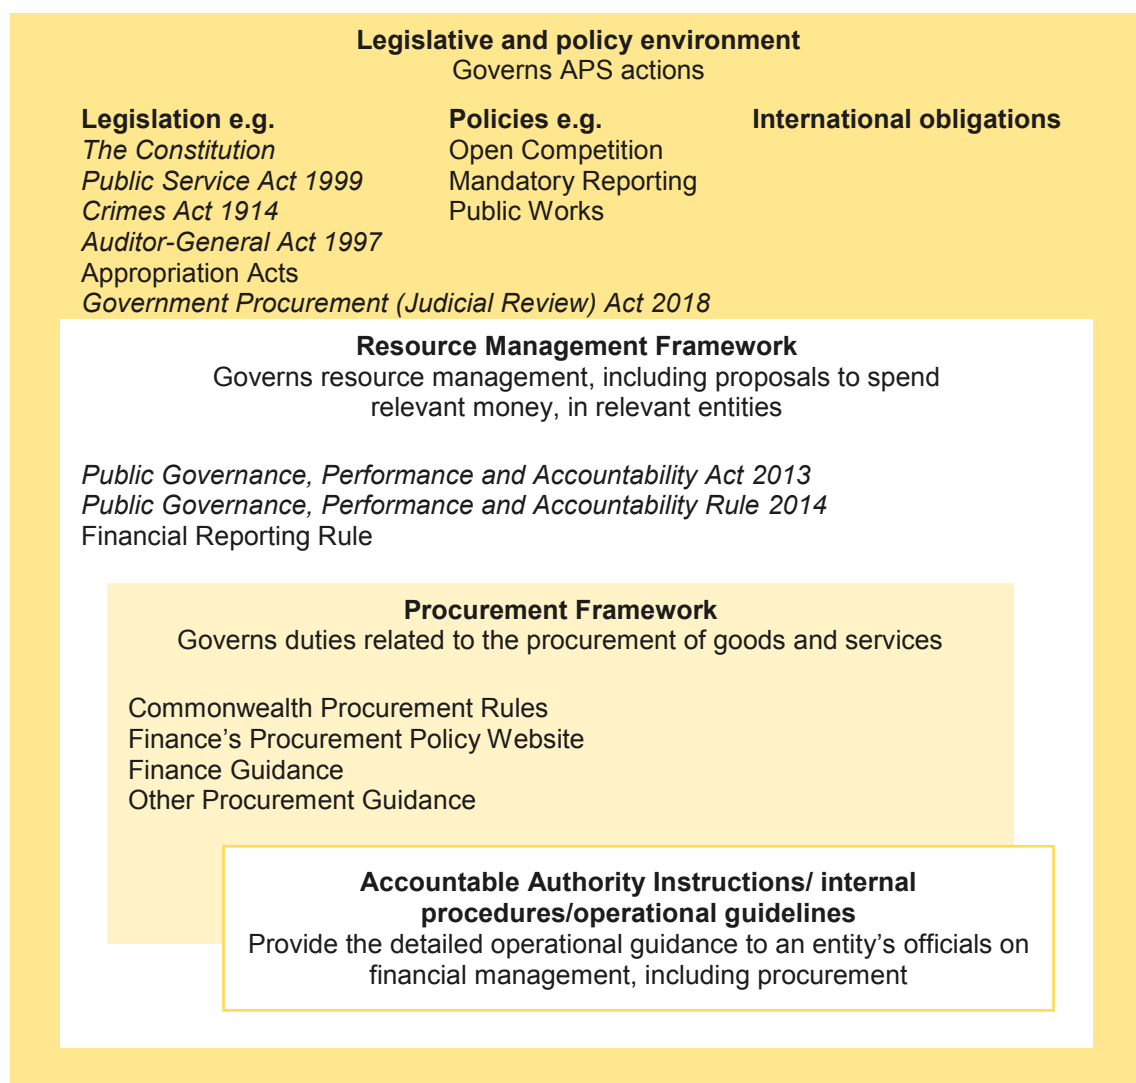 Legislative and policy environment
Governs APS actions
Legislation e.g.
The Constitution
Public Service Act 1999
Crimes Act 1914
Auditor-General Act 1997
Appropriation Acts
Government Procurement (Judicial Review) Act 2018
Policies e.g.
Open Competition
Mandatory Reporting
Public Works
International obligations
Resource Management Framework
Governs resource management, including proposals to spend
relevant money, in relevant entities
Public Governance, Performance and Accountability Act 2013
Public Governance, Performance and Accountability Rule 2014
Financial Reporting Rule
Procurement Framework
Governs duties related to the procurement of goods and services
Commonwealth Procurement Rules
Finance’s Procurement Policy Website
Finance Guidance
Other Procurement Guidance
Accountable Authority Instructions/ internal
procedures/operational guidelines
Provide the detailed operational guidance to an entity’s officials on
financial management, including procurement